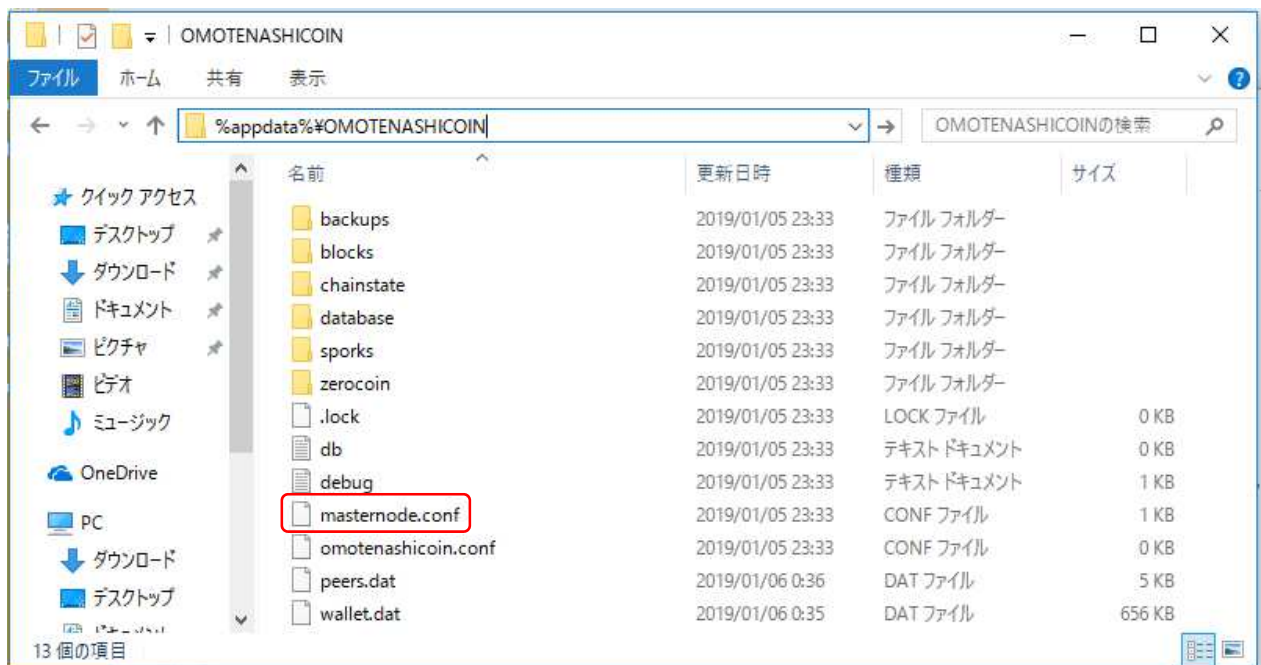 OMOTENASHICOIN
ファイル ホーム 共有 表示
%appdata%¥OMOTENASHICOIN OMOTENASHICOINの検索
名前 更新日時 種類 サイズ
クイック アクセス
デスクトップ
ダウンロード
ドキュメント
ピクチャ
ビデオ
ミュージック
OneDrive
PC
ダウンロード
デスクトップ
ドキュメント
backups 2019/01/05 23:33 ファイル フォルダー
blocks 2019/01/05 23:33 ファイル フォルダー
chainstate 2019/01/05 23:33 ファイル フォルダー
database 2019/01/05 23:33 ファイル フォルダー
sporks 2019/01/05 23:33 ファイル フォルダー
zerocoin 2019/01/05 23:33 ファイル フォルダー
.lock 2019/01/05 23:33 LOCK ファイル 0 KB
db 2019/01/05 23:33 テキスト ドキュメント 0 KB
debug 2019/01/05 23:33 テキスト ドキュメント 1 KB
masternode.conf 2019/01/05 23:33 CONF ファイル 1 KB
omotenashicoin.conf 2019/01/05 23:33 CONF ファイル 0 KB
peers.dat 2019/01/06 0:36 DAT ファイル 5 KB
wallet.dat 2019/01/06 0:35 DAT ファイル 656 KB
13 個の項目